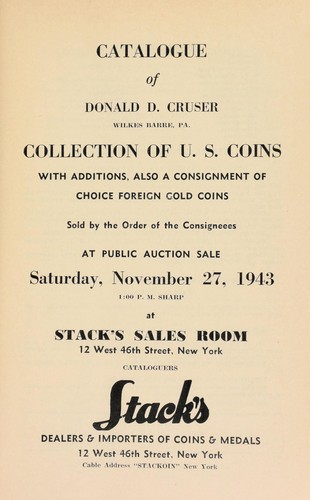 CATALOGUE
of
DONALD D. CRUSER
WILKES BARRE, PA.
COLLECTION OF U. S. COINS
WITH ADDITIONS, ALSO A CONSIGNMENT OF
CHOICE FOREIGN GOLD COINS
Sold by the Order of the Consigneees
AT PUBLIC AUCTION SALE
Saturday, November 27, 1943
1:00 P. M. SHARP
at
STACK'S SALES ROOM
12 West 46th Street, New York
CATALOGUERS
Stack's
DEALERS & IMPORTERS OF COINS & MEDALS
12 West 46th Street, New York
Cable Address "STACKOIN" New York